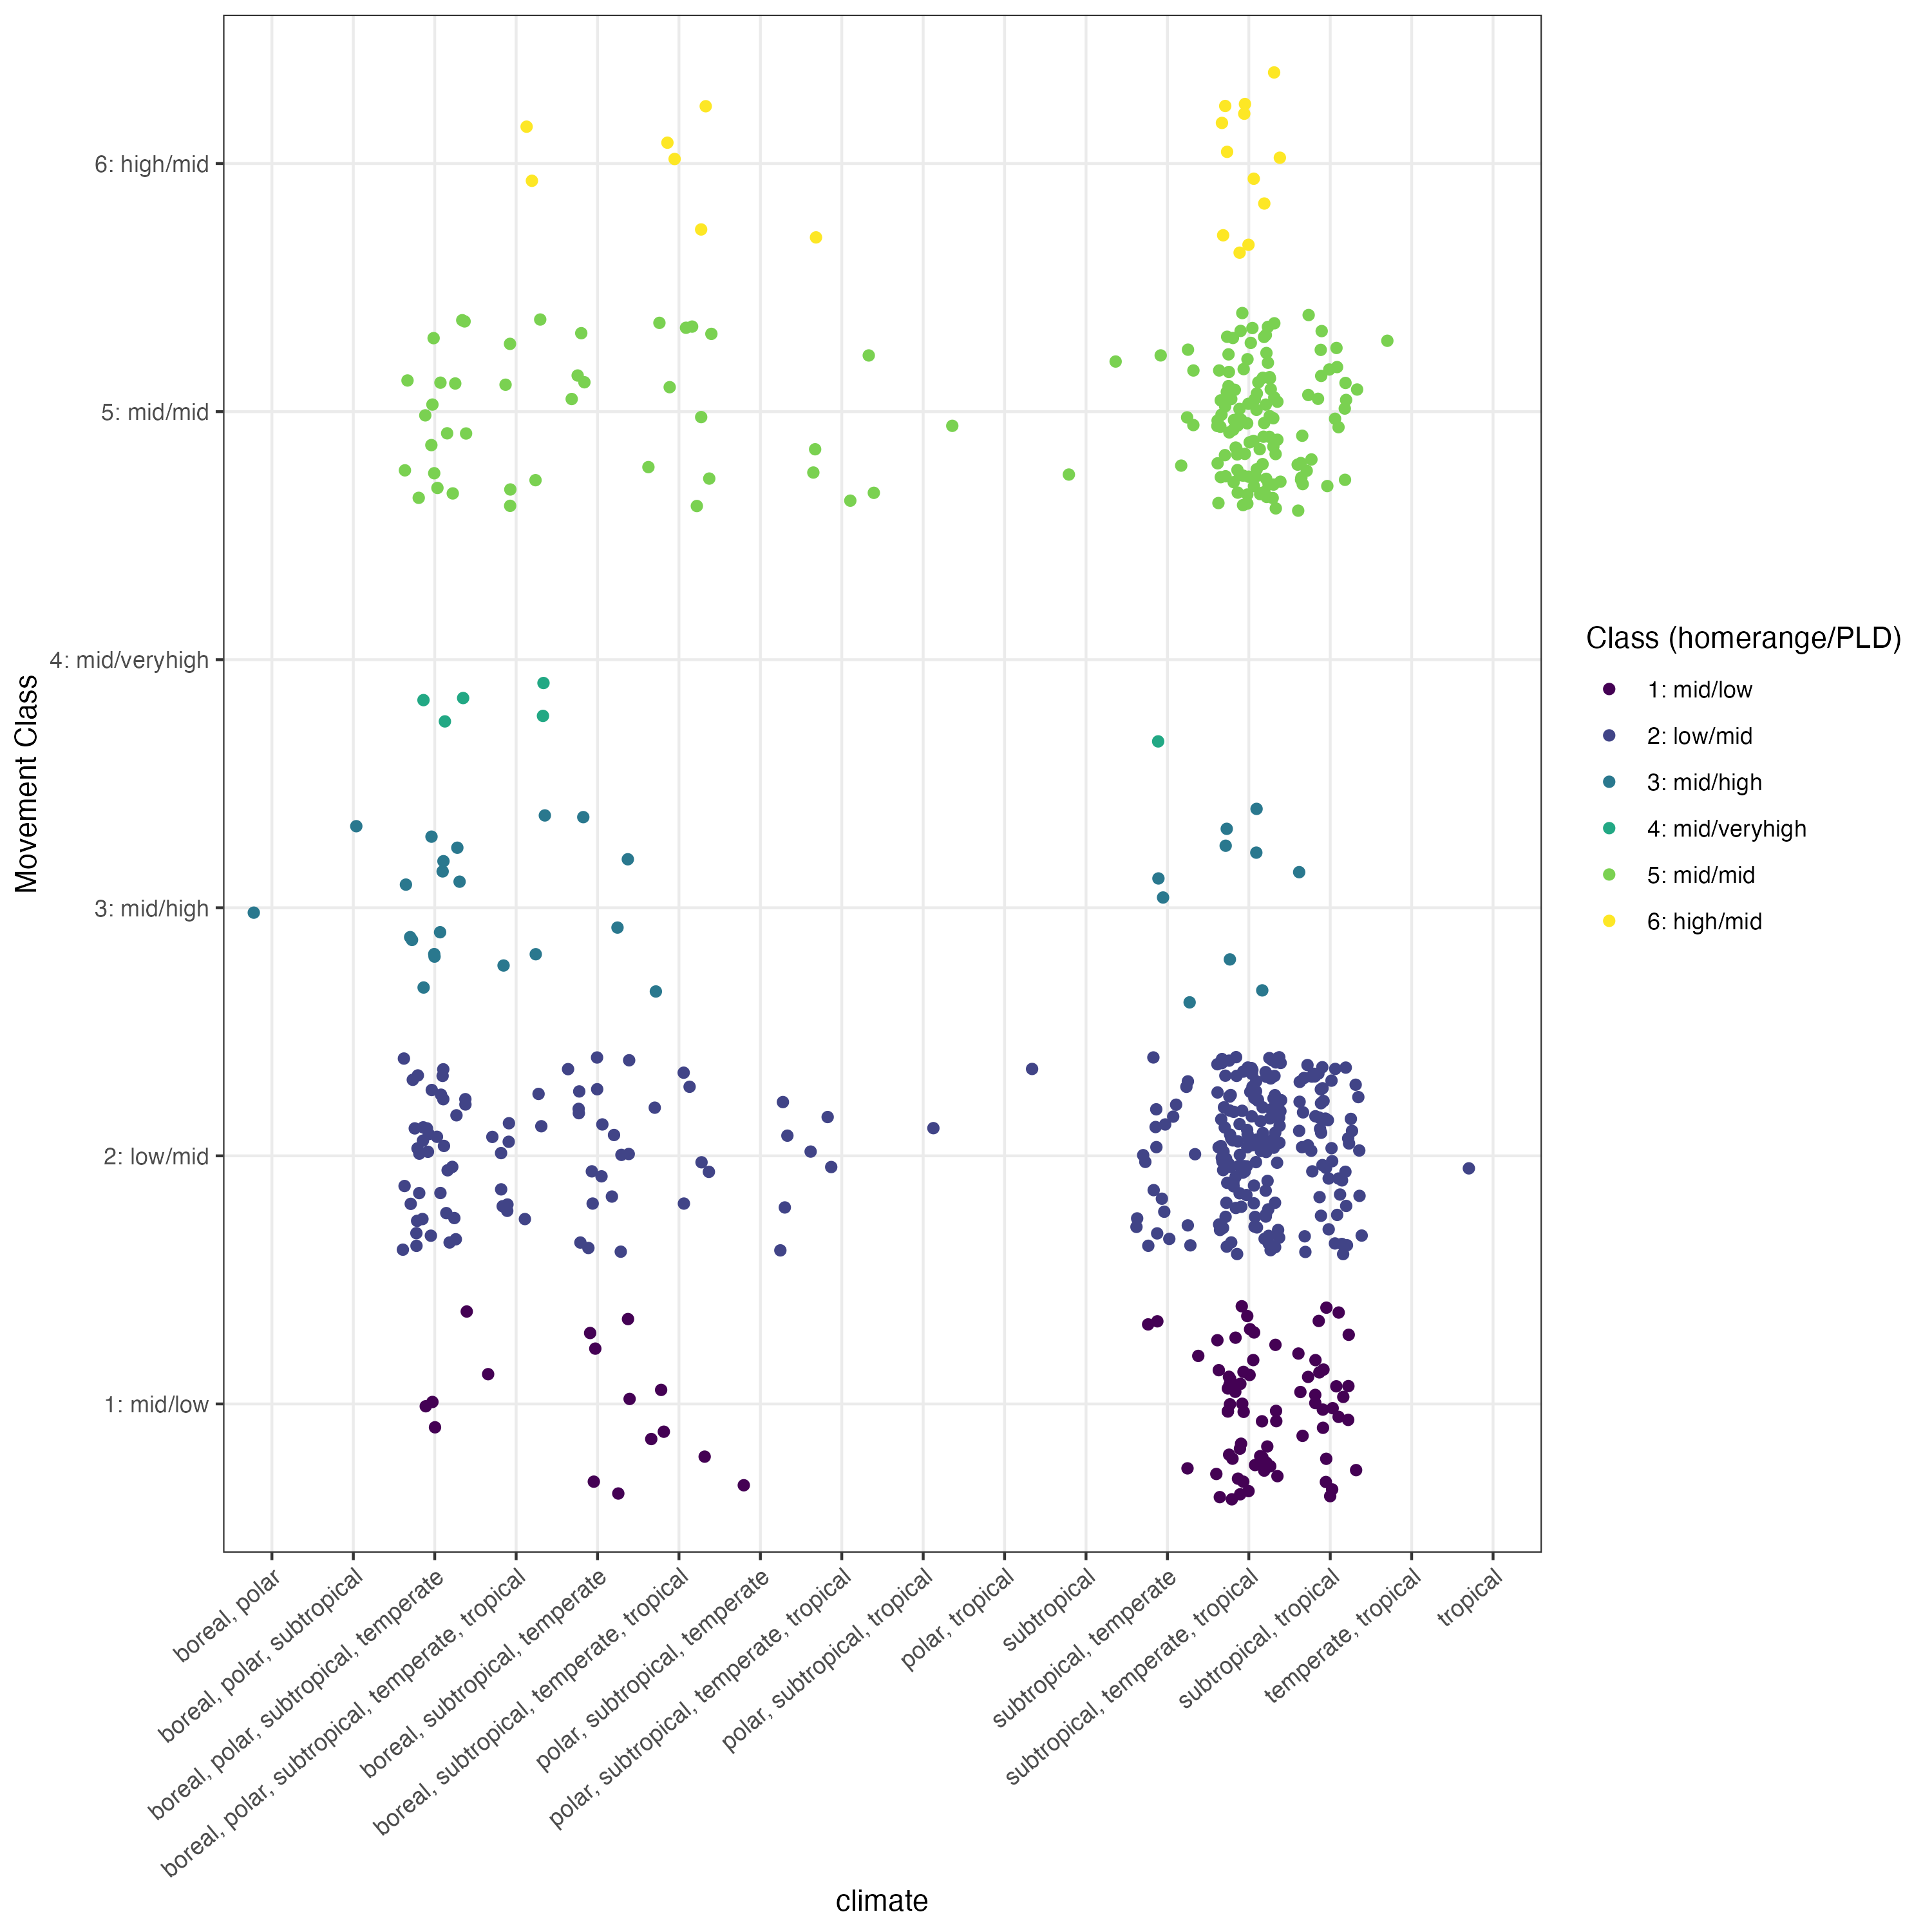 6: high/mid
5: mid/mid
4: mid/veryhigh
3: mid/high
2: low/mid
1: mid/low
Movement Class
boreal, polar
boreal, polar, subtropical
boreal, polar, subtropical, temperate
boreal, polar, subtropical, temperate, tropical
boreal, subtropical, temperate
boreal, subtropical, temperate, tropical
polar, subtropical, temperate
polar, subtropical, temperate, tropical
polar, subtropical, tropical
polar, tropical
subtropical
subtropical, temperate
subtropical, temperate, tropical
subtropical, tropical
temperate, tropical
tropical
climate
Class (homerange/PLD)
1: mid/low
2: low/mid
3: mid/high
4: mid/veryhigh
5: mid/mid
6: high/mid